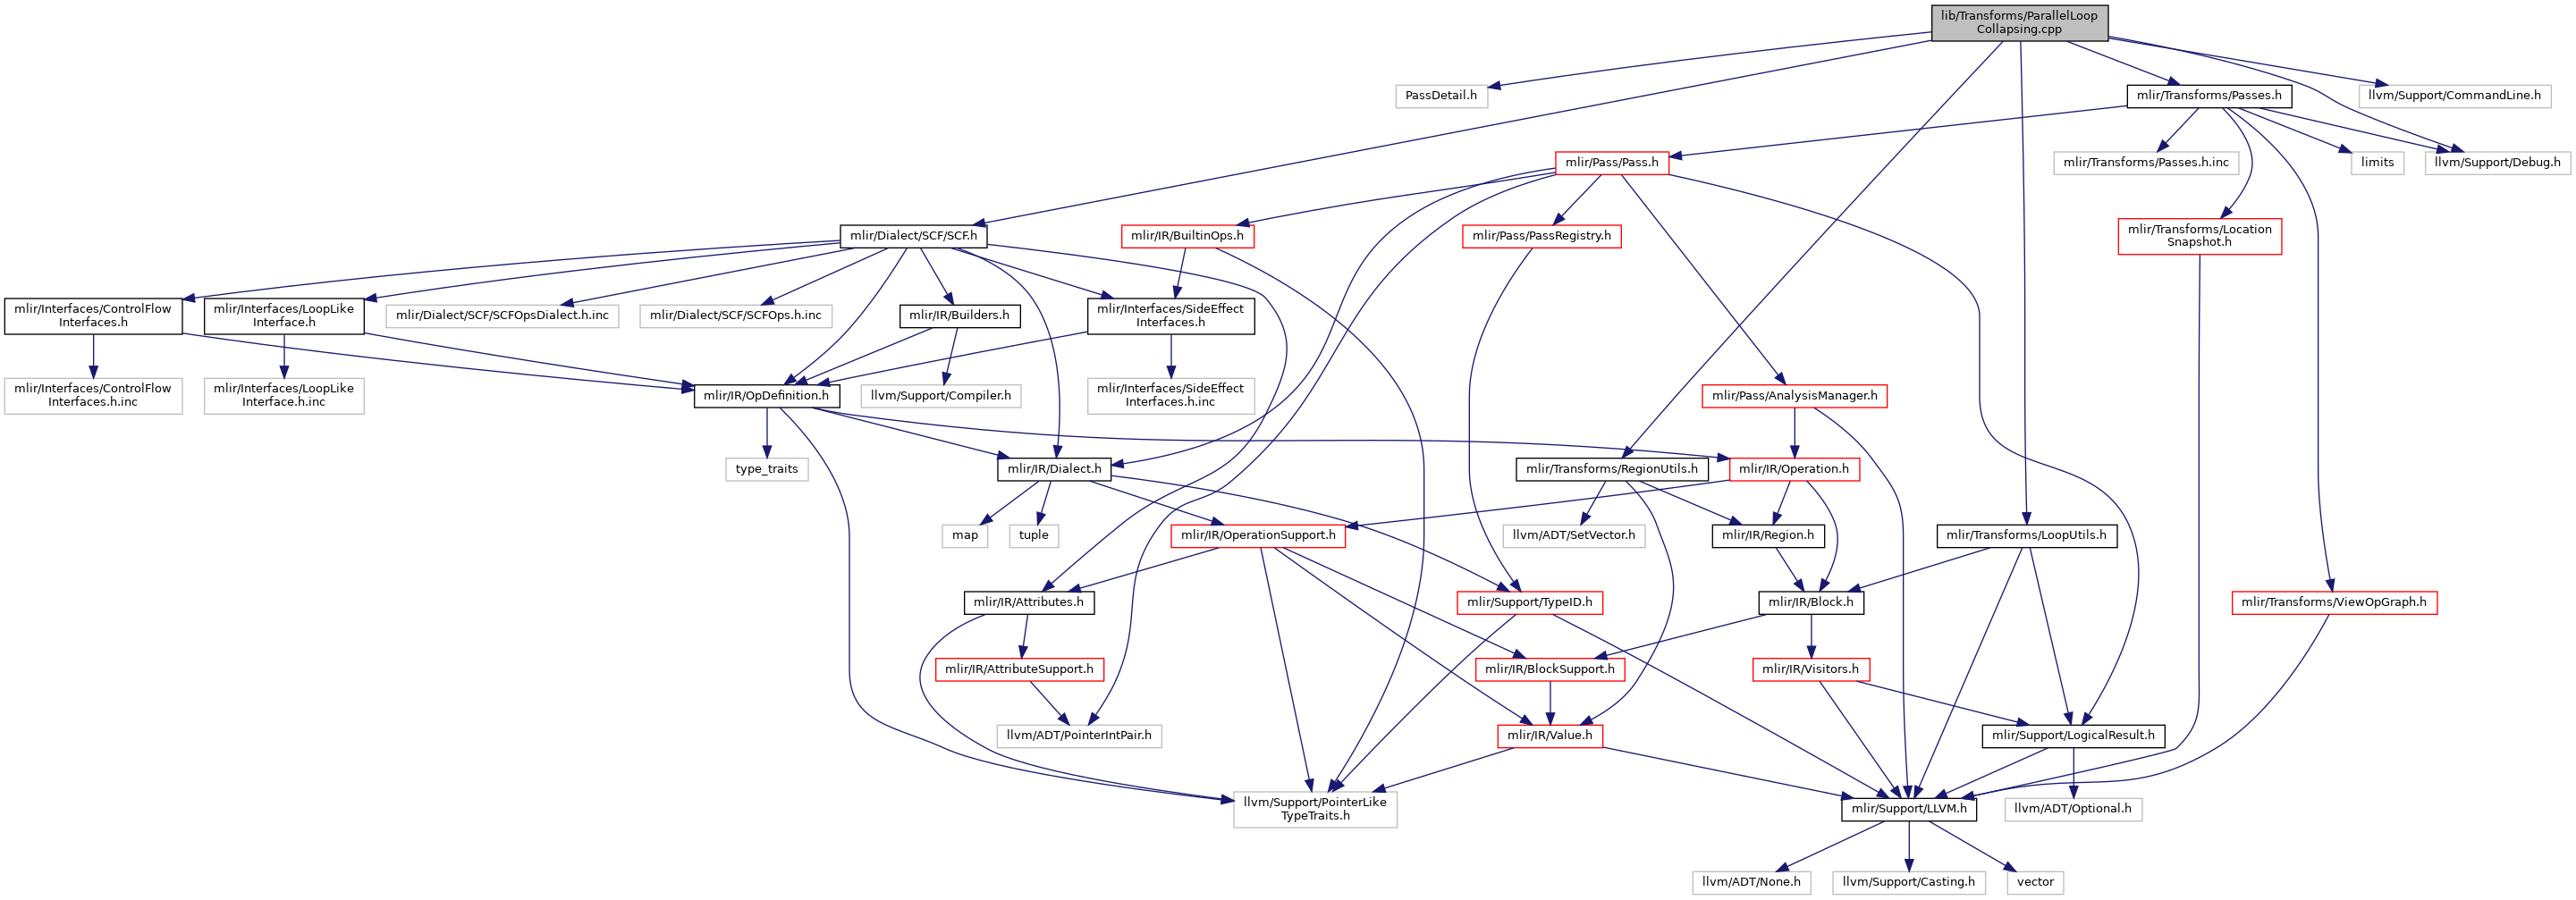 lib/Transforms/ParallelLoop
Collapsing.cpp
PassDetail.h
mlir/Transforms/Passes.h
llvm/Support/CommandLine.h
mlir/Pass/Pass.h
mlir/Transforms/Passes.h.inc
limits
llvm/Support/Debug.h
mlir/Dialect/SCF/SCF.h
mlir/IR/BuiltinOps.h
mlir/Pass/PassRegistry.h
mlir/Transforms/Location
Snapshot.h
mlir/Interfaces/ControlFlow
Interfaces.h
mlir/Interfaces/LoopLike
Interface.h
mlir/Dialect/SCF/SCFOpsDialect.h.inc
mlir/Dialect/SCF/SCFOps.h.inc
mlir/IR/Builders.h
mlir/Interfaces/SideEffect
Interfaces.h
mlir/Interfaces/ControlFlow
Interfaces.h.inc
mlir/Interfaces/LoopLike
Interface.h.inc
mlir/IR/OpDefinition.h
llvm/Support/Compiler.h
mlir/Interfaces/SideEffect
Interfaces.h.inc
mlir/Pass/AnalysisManager.h
type_traits
mlir/IR/Dialect.h
mlir/Transforms/RegionUtils.h
mlir/IR/Operation.h
map
tuple
mlir/IR/OperationSupport.h
llvm/ADT/SetVector.h
mlir/IR/Region.h
mlir/Transforms/LoopUtils.h
mlir/IR/Attributes.h
mlir/Support/TypeID.h
mlir/IR/Block.h
mlir/Transforms/ViewOpGraph.h
mlir/IR/AttributeSupport.h
mlir/IR/BlockSupport.h
mlir/IR/Visitors.h
llvm/ADT/PointerIntPair.h
mlir/IR/Value.h
mlir/Support/LogicalResult.h
llvm/Support/PointerLike
TypeTraits.h
mlir/Support/LLVM.h
llvm/ADT/Optional.h
llvm/ADT/None.h
llvm/Support/Casting.h
vector